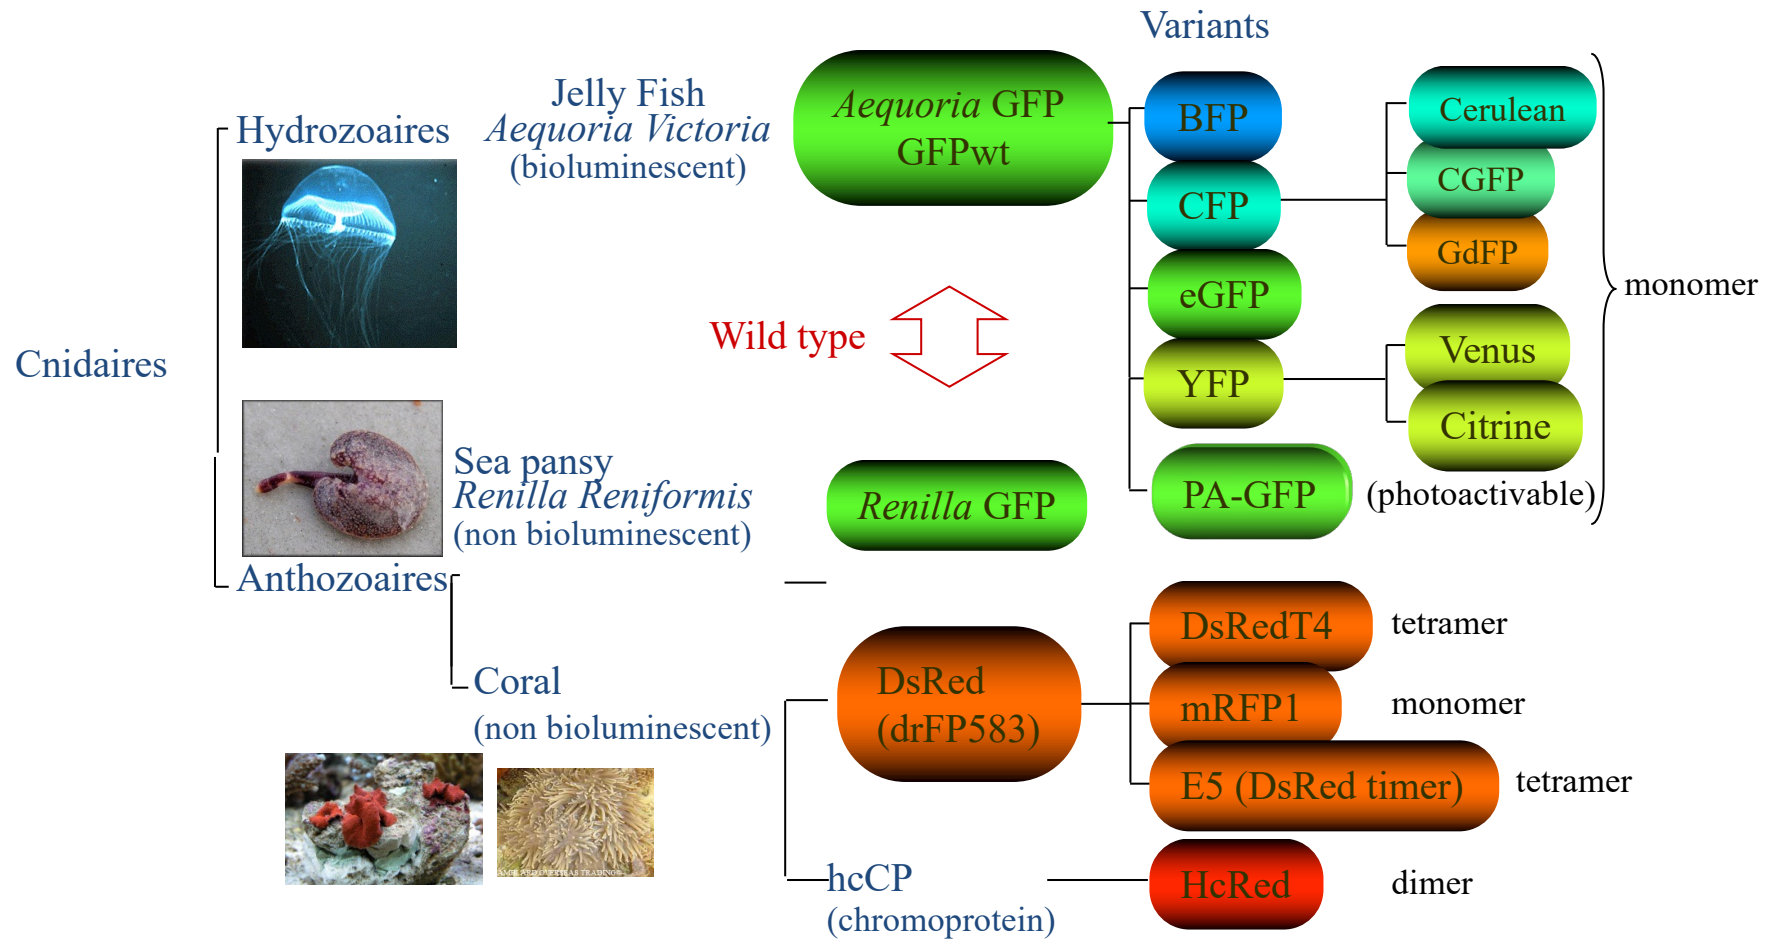 Variants
Jelly Fish
Aequoria Victoria
(bioluminescent)
Hydrozoaires
Aequoria GFP
GFPwt
BFP
CFP
eGFP
YFP
PA-GFP
(photoactivable)
Cerulean
CGFP
GdFP
Venus
Citrine
monomer
Wild type
Cnidaires
Sea pansy
Renilla Reniformis
(non bioluminescent)
Renilla GFP
Anthozoaires
Coral
(non bioluminescent)
DsRed
(drFP583)
DsRedT4
tetramer
mRFP1
monomer
E5 (DsRed timer)
tetramer
hcCP
(chromoprotein)
HcRed
dimer